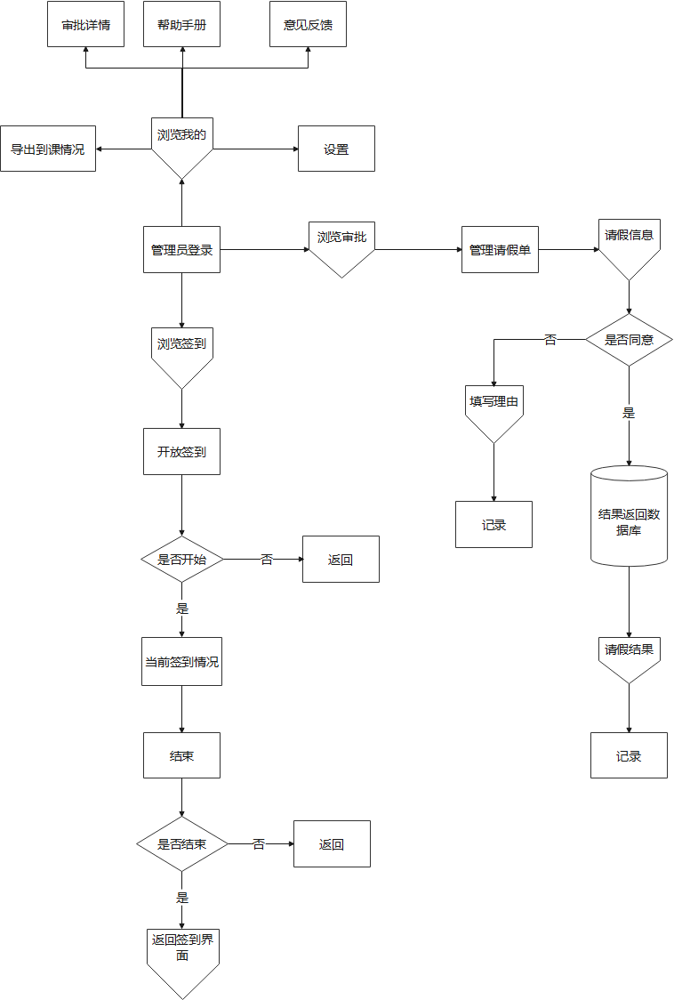 审批详情
帮助手册
意见反馈
浏览我的
导出到课情况
设置
管理员登录
浏览审批
管理请假单
请假信息
浏览签到
否
是否同意
填写理由
是
开放签到
结果返回数
据库
记录
是否开始
否
返回
是
当前签到情况
请假结果
结束
记录
是否结束
否
返回
是
返回签到界
面